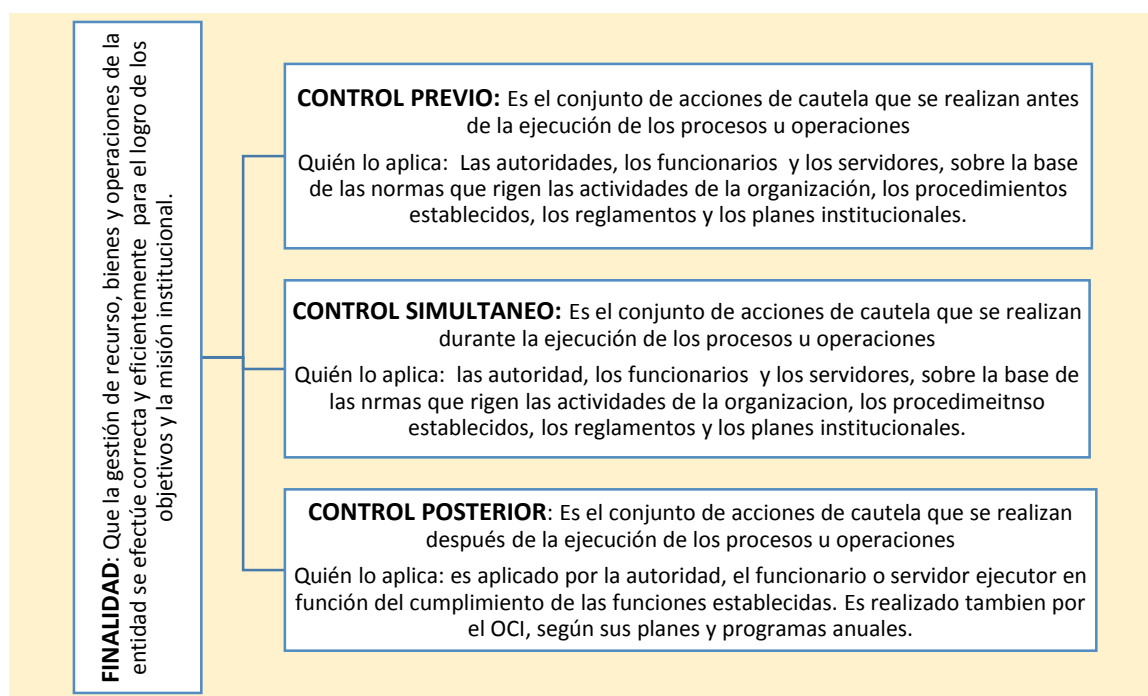 FINALIDAD: Que la gestión de recurso, bienes y operaciones de la
entidad se efectúe correcta y eficientemente para el logro de los
objetivos y la misión institucional.
CONTROL PREVIO: Es el conjunto de acciones de cautela que se realizan antes
de la ejecución de los procesos u operaciones
Quién lo aplica: Las autoridades, los funcionarios y los servidores, sobre la base
de las normas que rigen las actividades de la organización, los procedimientos
establecidos, los reglamentos y los planes institucionales.
CONTROL SIMULTANEO: Es el conjunto de acciones de cautela que se realizan
durante la ejecución de los procesos u operaciones
Quién lo aplica: las autoridad, los funcionarios y los servidores, sobre la base de
las nrmas que rigen las actividades de la organizacion, los procedimeitnso
establecidos, los reglamentos y los planes institucionales.
CONTROL POSTERIOR: Es el conjunto de acciones de cautela que se realizan
después de la ejecución de los procesos u operaciones
Quién lo aplica: es aplicado por la autoridad, el funcionario o servidor ejecutor en
función del cumplimiento de las funciones establecidas. Es realizado tambien por
el OCI, según sus planes y programas anuales.